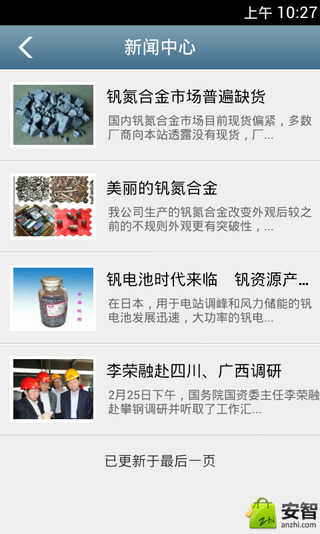 上午 10:27
新闻中心
钒氮合金市场普遍缺货
国内钒氮合金市场目前现货偏紧，多数
厂商向本站透露没有现货，厂...
美丽的钒氮合金
我公司生产的钒氮合金改变外观后较之
前的不规则外观更有突破性，...
钒电池时代来临 钒资源产...
在日本，用于电站调峰和风力储能的钒
电池发展迅速，大功率的钒电...
李荣融赴四川、广西调研
2月25日下午，国务院国资委主任李荣融
赴攀钢调研并听取了工作汇...
已更新于最后一页
安智
anzhi.com